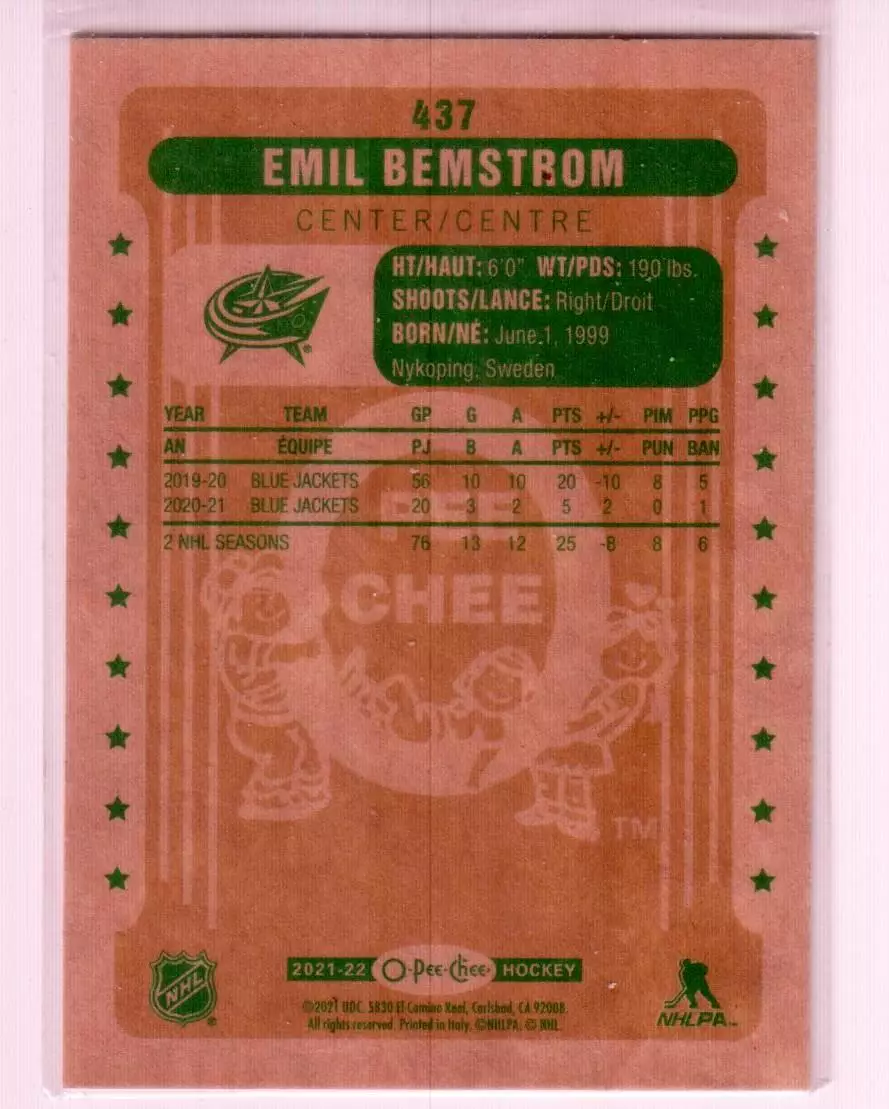 437
EMIL BEMSTROM
CENTER/CENTRE
HT/HAUT: 6'0" WT/PDS: 190 lbs.
SHOOTS/LANCE: Right/Droit
BORN/NÉ: June.1, 1999
Nykoping, Sweden
YEAR TEAM GP G A PTS +/- PIM PPG
AN ÉQUIPE PJ B A PTS +/- PUN BAN
2019-20 BLUE JACKETS 56 10 10 20 -10 8 5
2020-21 BLUE JACKETS 20 3 2 5 2 0 1
2 NHL SEASONS 76 13 12 25 -8 8 6
PEE
CHEE
TM
NHL
2021-22 O-Pee-Chee HOCKEY
©2021 UDC. 5830 El Camino Real, Carlsbad, CA 92008.
All rights reserved. Printed in Italy. ©NHLPA. © NHL.
NHLPA™